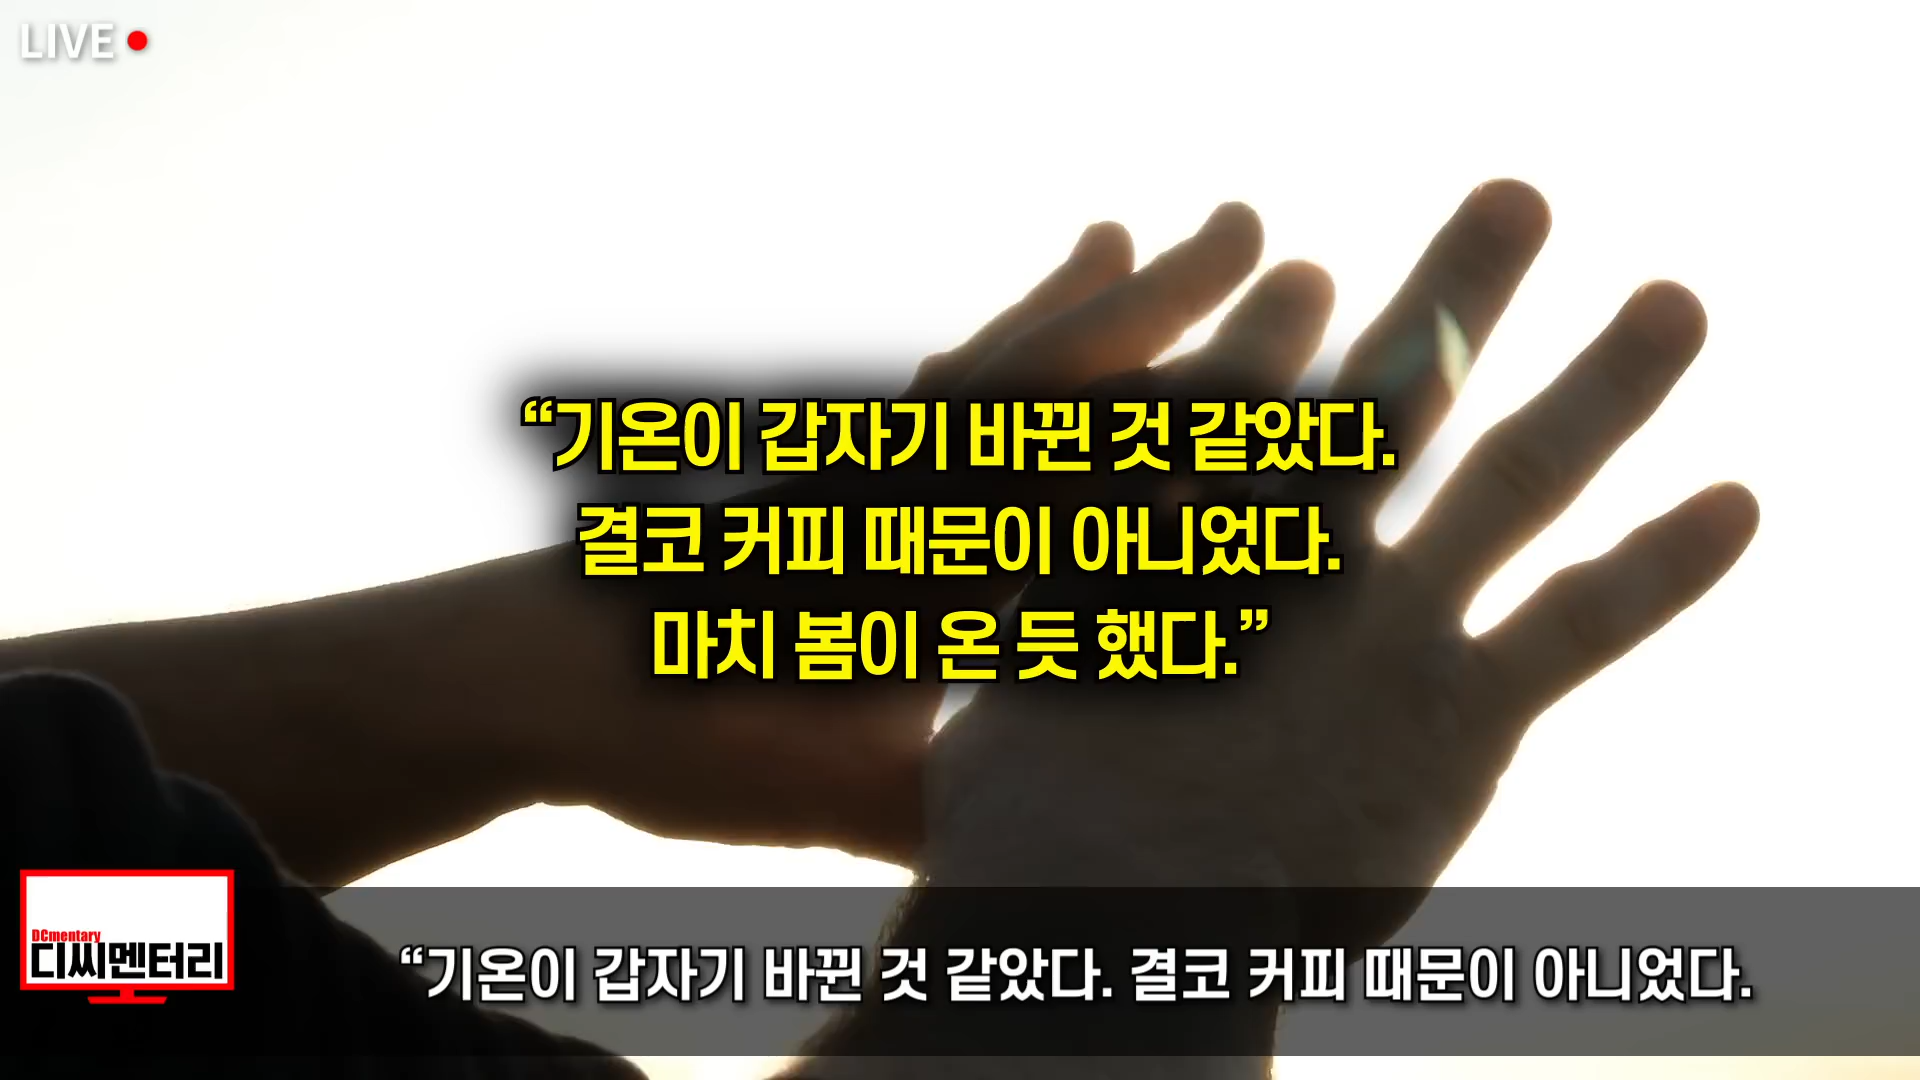 LIVE
“기온이 갑자기 바뀐 것 같았다.
결코 커피 때문이 아니었다.
마치 봄이 온 듯 했다.”
DCmentary
디씨멘터리
“기온이 갑자기 바뀐 것 같았다. 결코 커피 때문이 아니었다.